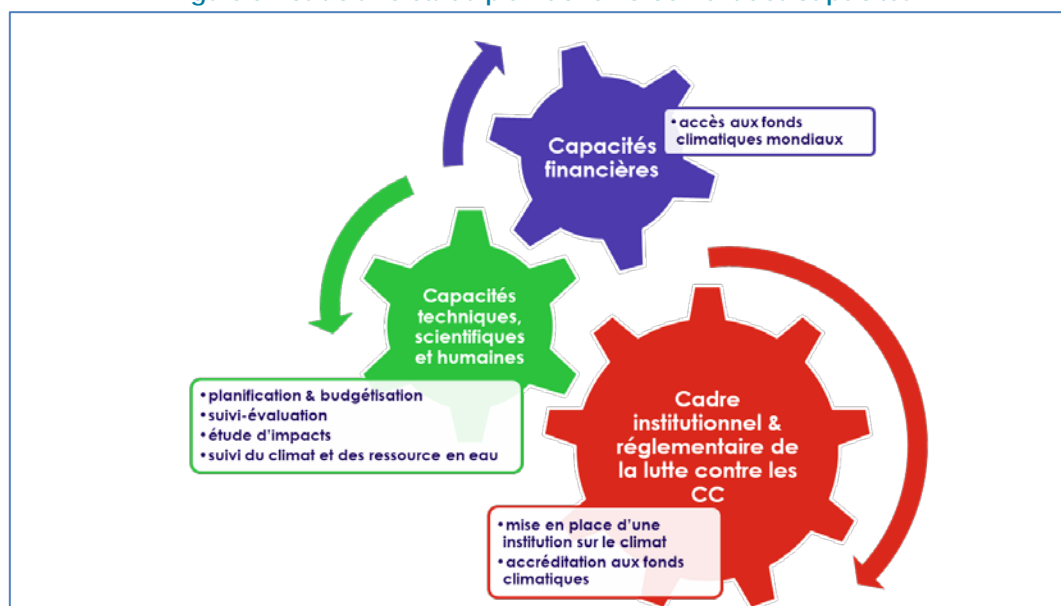 Capacités
financières
• accès aux fonds
climatiques mondiaux
Capacités
techniques,
scientifiques
et humaines
• planification & budgétisation
• suivi-évaluation
• étude d'impacts
• suivi du climat et des ressource en eau
Cadre
institutionnel &
réglementaire de
la lutte contre les
CC
• mise en place d'une
institution sur le climat
• accréditation aux fonds
climatiques